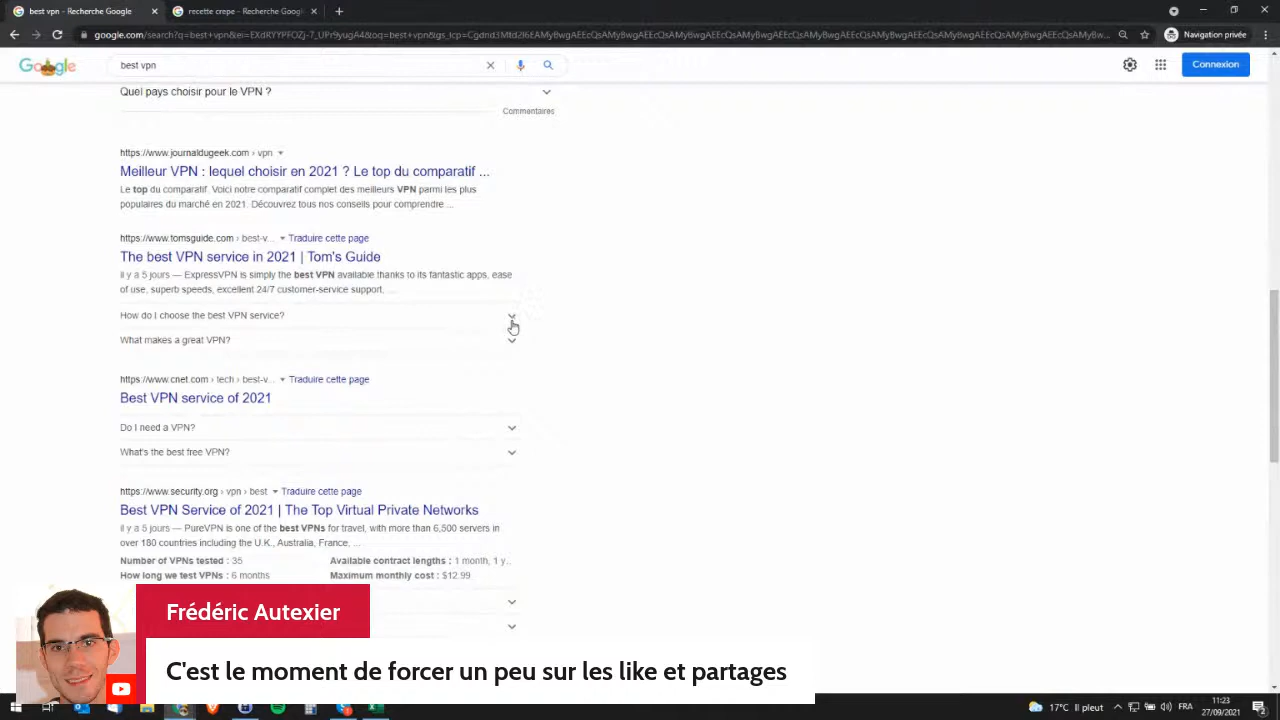 best vpn - Recherche Google
recette - Google
google.com/search?q=best+vpn&ei=
Navigation privée
Google
best vpn
Connexion
Quel pays choisir pour le VPN ?
Commentaires
https://www.journaldugeek.com › vpn
Meilleur VPN : lequel choisir en 2021 ? Le top du comparatif ...
Le top du comparatif. Voici notre comparatif complet des meilleurs VPN parmi les plus
populaires du marché en 2021. Découvrez tous nos conseils pour comprendre ...
https://www.tomsguide.com › best-v... Traduire cette page
The best VPN service in 2021 | Tom's Guide
il y a 5 jours — ExpressVPN is simply the best VPN available thanks to its fantastic apps, ease
of use, superb speeds, excellent 24/7 customer-service support, ...
How do I choose the best VPN service?
What makes a great VPN?
https://www.cnet.com › tech › best-v... Traduire cette page
Best VPN service of 2021
Do I need a VPN?
What's the best free VPN?
https://www.security.org › vpn › best Traduire cette page
Best VPN Service of 2021 | The Top Virtual Private Networks
il y a 5 jours — PureVPN is one of the best VPNs for travel, with more than 6,500 servers in
over 180 countries including the U.K., Australia, France, ...
Number of VPNs tested : 35 Available contract lengths : 1 month, 1 y...
How long we test VPNs : 6 months Maximum monthly cost : $12.99
Frédéric Autexier
C'est le moment de forcer un peu sur les like et partages
17°C Il pleut FRA 11:23
27/09/2021